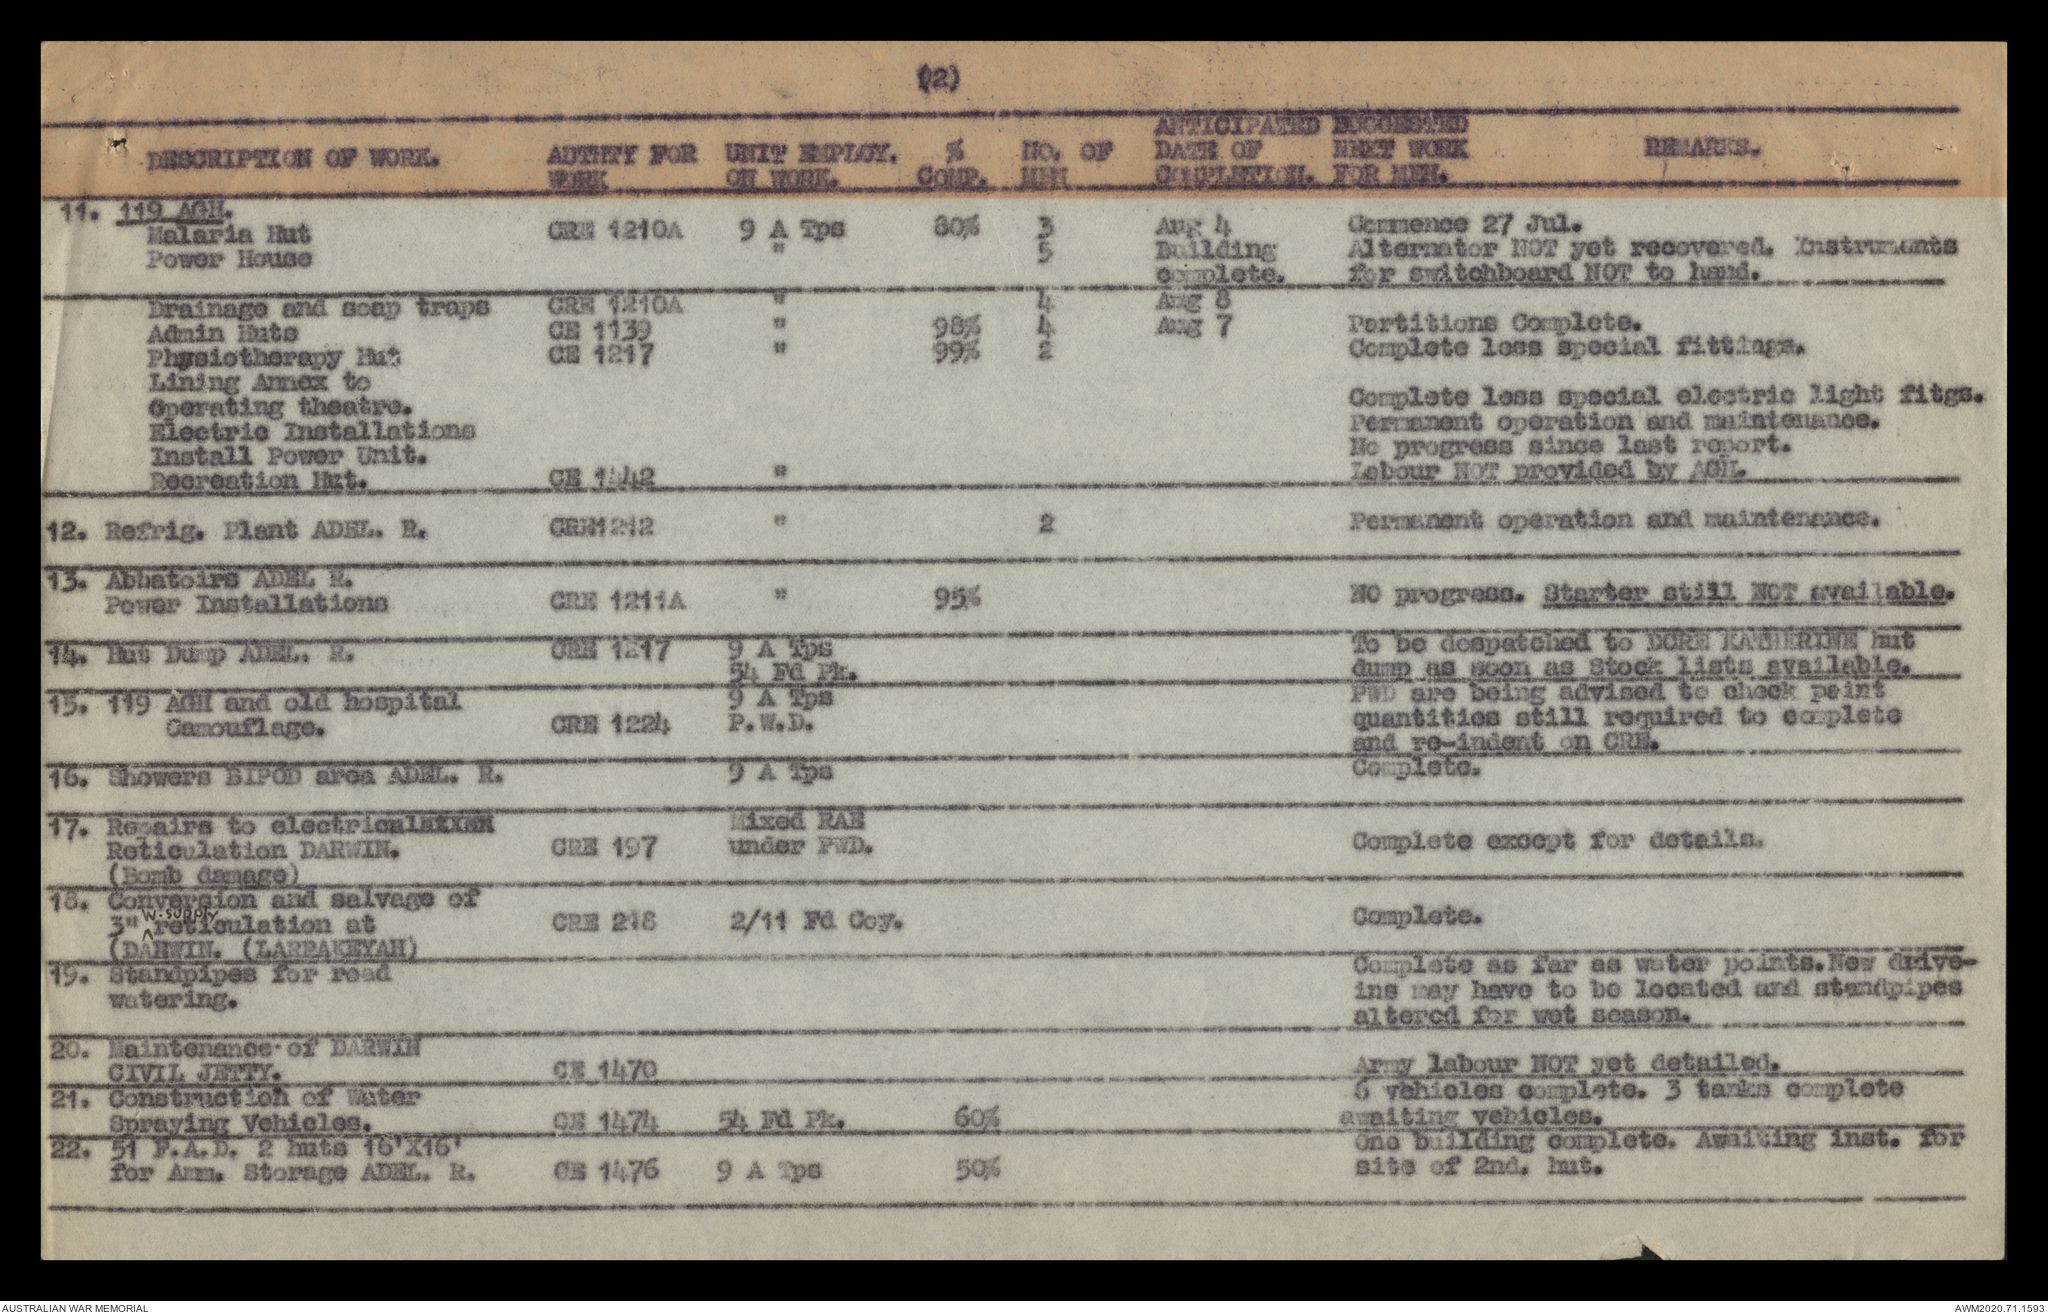 (2)
DESCRIPTION OF WORK. AUTHTY FOR WORK UNIT EMPLOY. ON WORK. % COMP. NO. OF MEN ANTICIPATED DATE OF COMPLETION. SUGGESTED NEXT WORK FOR MEN. REMARKS.
11. 119 AGH.
Malaria Hut CRE 1210A 9 A Tps 80% 3 Aug 4 Commence 27 Jul.
Power House " 5 Building complete. Alternator NOT yet recovered. Instruments
for switchboard NOT to hand.
Drainage and soap traps CRE 1210A " 4 Aug 8
Admin Huts CE 1139 " 98% 4 Aug 7 Partitions Complete.
Physiotherapy Hut CE 1217 " 99% 2 Complete less special fittings.
Lining Annex to
Operating theatre. Complete less special electric light fitgs.
Electric Installations Permanent operation and maintenance.
Install Power Unit. No progress since last report.
Recreation Hut. CE 1442 " Labour NOT provided by AGH.
12. Refrig. Plant ADEL. R. CRE1212 " 2 Permanent operation and maintenance.
13. Abbatoirs ADEL R.
Power Installations CRE 1211A " 95% NO progress. Starter still NOT available.
14. Hut Dump ADEL. R. CRE 1217 9 A Tps To be despatched to DCRE KATHERINE hut
54 Fd Pk. dump as soon as Stock lists available.
15. 119 AGH and old hospital 9 A Tps PWD are being advised to check paint
Camouflage. CRE 1224 P.W.D. quantities still required to complete
and re-indent on CRE.
16. Showers BIPOD area ADEL. R. 9 A Tps Complete.
17. Repairs to electrical Mixed RAE
Reticulation DARWIN. CRE 197 under PWD. Complete except for details.
(Bomb damage)
18. Conversion and salvage of
3" W. SUPPLY reticulation at CRE 218 2/11 Fd Coy. Complete.
(DARWIN. (LARRAKEYAH)
19. Standpipes for road Complete as far as water points. New drive-
watering. ins may have to be located and standpipes
altered for wet season.
20. Maintenance of DARWIN
CIVIL JETTY. CE 1470 Army labour NOT yet detailed.
21. Construction of Water 6 vehicles complete. 3 tanks complete
Spraying Vehicles. CE 1474 54 Fd Pk. 60% awaiting vehicles.
22. 51 F.A.D. 2 huts 16'X16' One building complete. Awaiting inst. for
for Amm. Storage ADEL. R. CE 1476 9 A Tps 50% site of 2nd. hut.
AUSTRALIAN WAR MEMORIAL AWM2020.71.1593